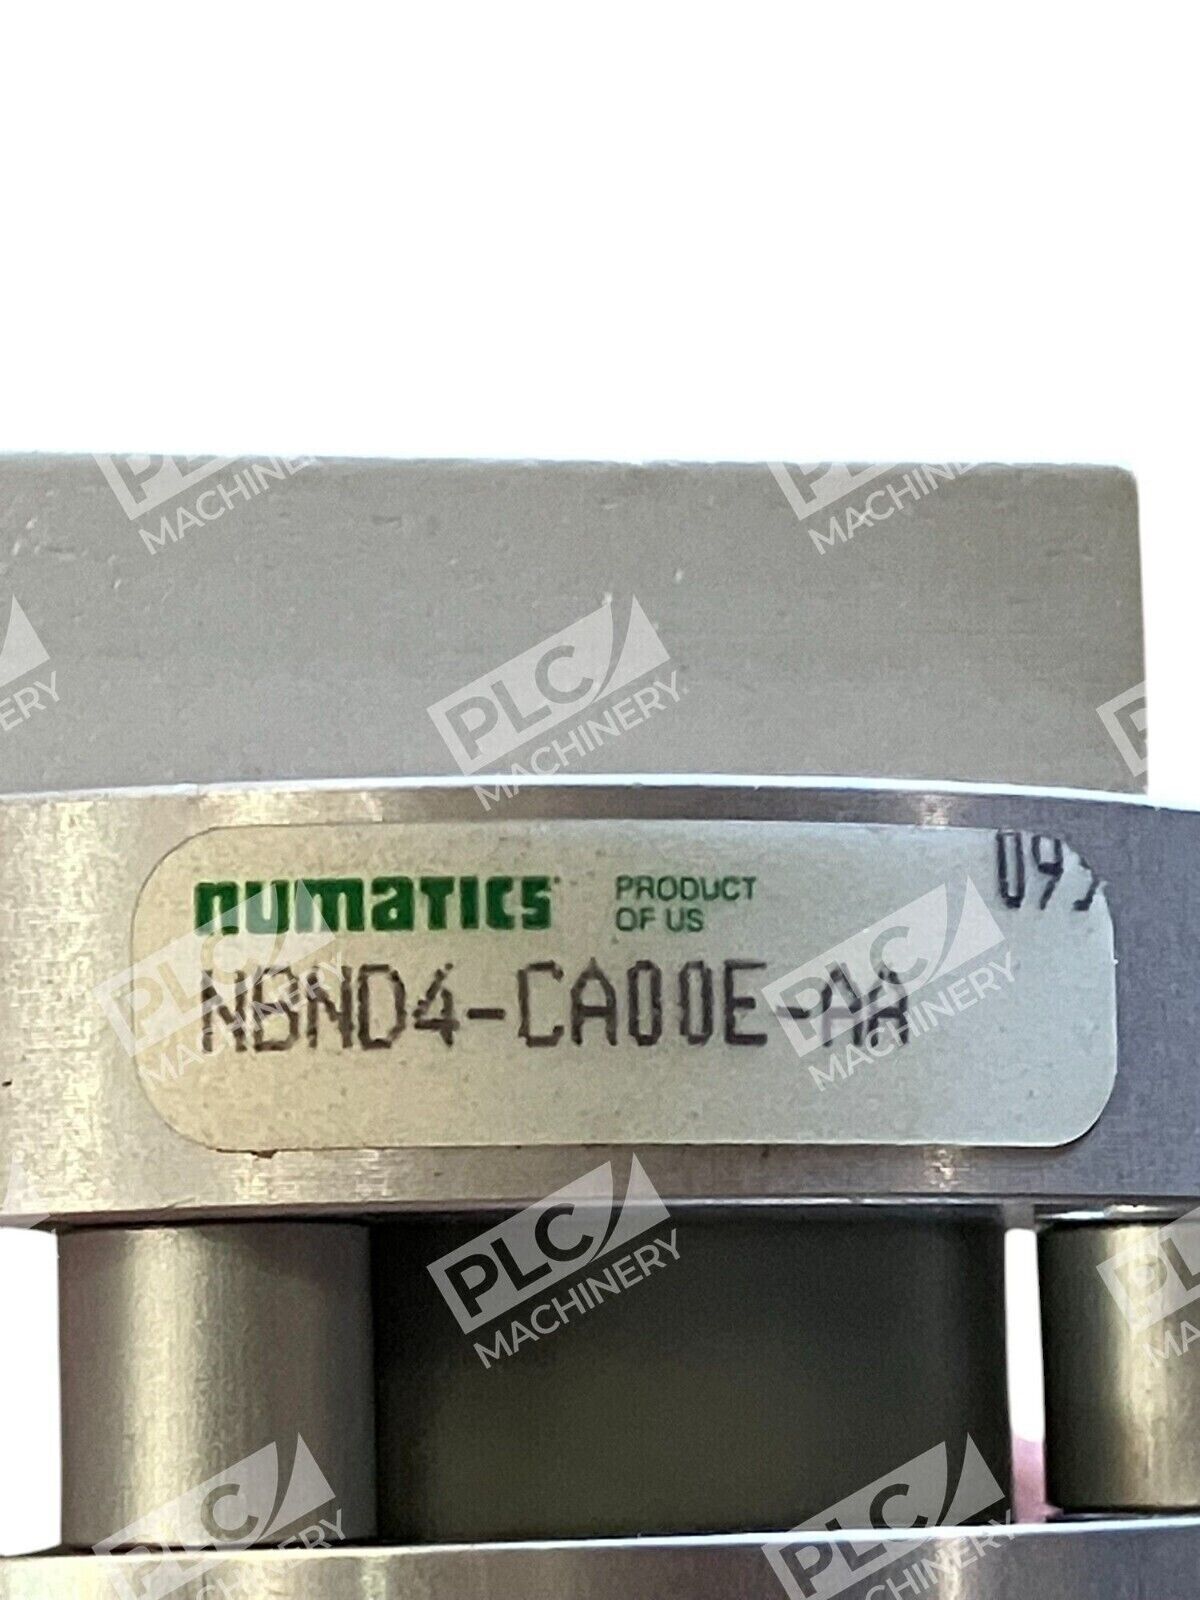 numatics PRODUCT
OF US
NBND4-CA00E-AA
PLC
MACHINERY